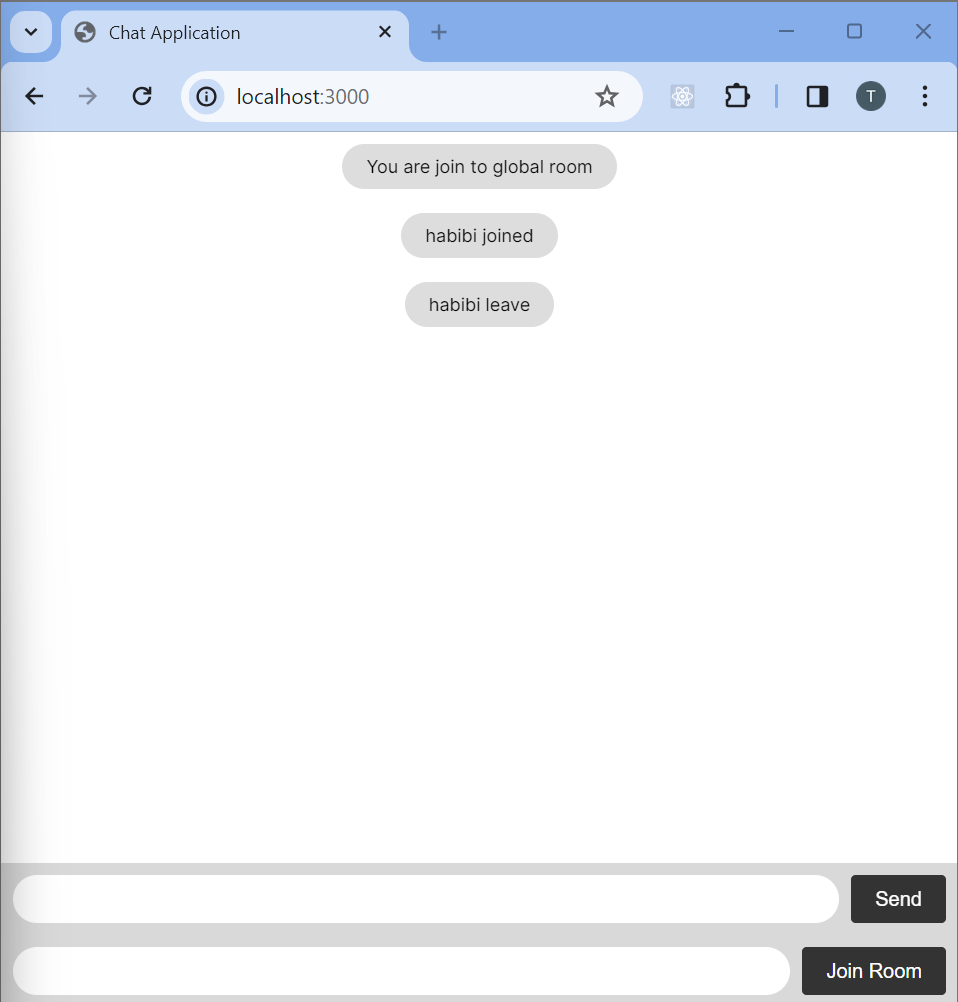 Chat Application
localhost:3000
T
You are join to global room
habibi joined
habibi leave
Send
Join Room